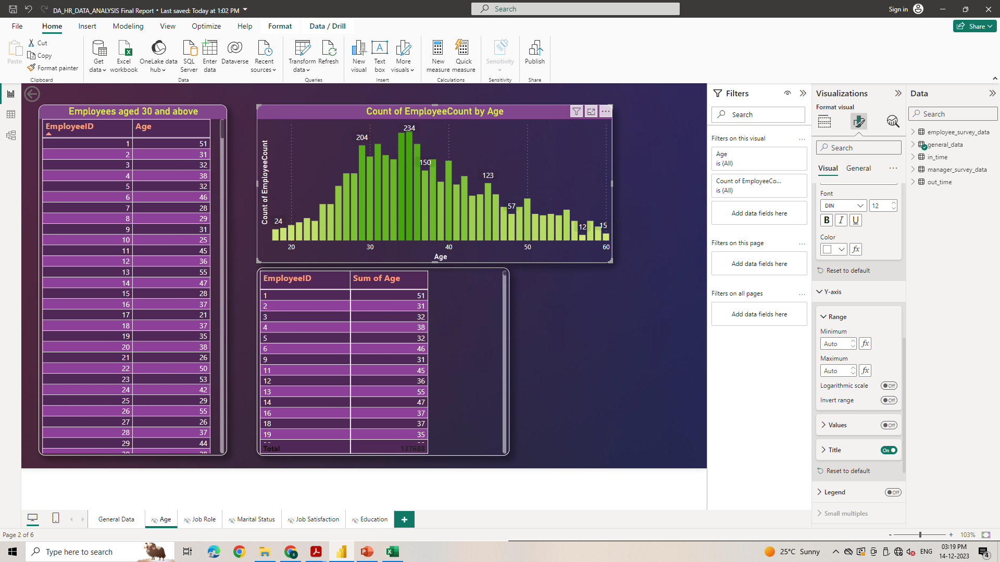 DA_HR_DATA_ANALYSIS Final Report • Last saved: Today at 1:02 PM
Search
Sign in
File Home Insert Modeling View Optimize Help Format Data / Drill
Share
Paste
Cut
Copy
Format painter
Clipboard
Get data
Excel workbook
OneLake data hub
SQL Server
Enter data
Dataverse
Recent sources
Data
Transform data
Refresh
Queries
New visual
Text box
More visuals
Insert
New measure
Quick measure
Calculations
Sensitivity
Sensitivity
Publish
Share
Employees aged 30 and above
EmployeeID Age
1 51
2 31
3 32
4 38
5 32
6 46
7 28
8 29
9 31
10 25
11 45
12 36
13 55
14 47
15 28
16 37
17 21
18 37
19 35
20 38
21 26
22 50
23 53
24 42
25 29
26 55
27 26
28 37
29 44
Count of EmployeeCount by Age
Count of EmployeeCount
24
204
234
150
123
57
12
15
20 30 40 50 60
Age
EmployeeID Sum of Age
1 51
2 31
3 32
4 38
5 32
6 46
9 31
11 45
12 36
13 55
14 47
16 37
18 37
19 35
Total 137688
Filters
Search
Filters on this visual ...
Age
is (All)
Count of EmployeeCo...
is (All)
Add data fields here
Filters on this page ...
Add data fields here
Filters on all pages ...
Add data fields here
Visualizations
Format visual
Search
Visual General ...
Font
DIN 12
B I U
Color
fx
Reset to default
Y-axis
Range
Minimum
Auto fx
Maximum
Auto fx
Logarithmic scale Off
Invert range Off
Values Off
Title On
Reset to default
Legend Off
Small multiples
Data
Search
employee_survey_data
general_data
in_time
manager_survey_data
out_time
General Data Age Job Role Marital Status Job Satisfaction Education +
Page 2 of 6
- + 103%
Type here to search
25°C Sunny
ENG
03:19 PM
14-12-2023
4